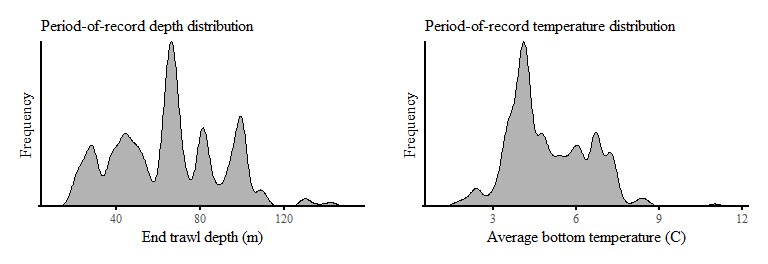 Period-of-record depth distribution
Frequency
40 80 120
End trawl depth (m)
Period-of-record temperature distribution
Frequency
3 6 9 12
Average bottom temperature (C)